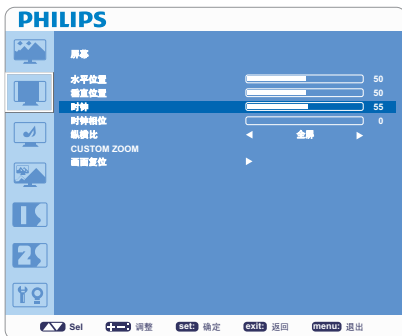 PHILIPS
屏幕
水平位置 50
垂直位置 50
时钟 55
时钟相位 0
纵横比 全屏
CUSTOM ZOOM
画面复位
Sel 调整 set: 确定 exit: 返回 menu: 退出